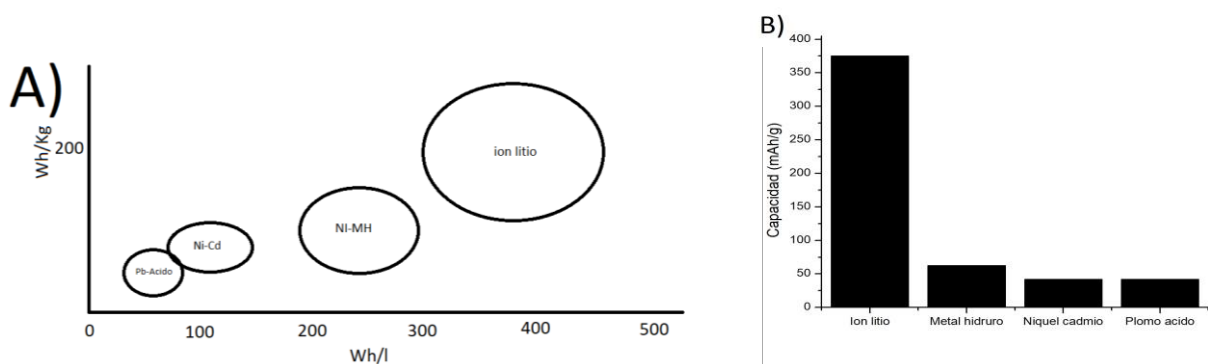 A)
Wh/Kg
200
ion litio
NI-MH
Ni-Cd
Pb-Acido
0 100 200 300 400 500
Wh/l
B)
Capacidad (mAh/g)
400
350
300
250
200
150
100
50
0
Ion litio Metal hidruro Niquel cadmio Plomo acido